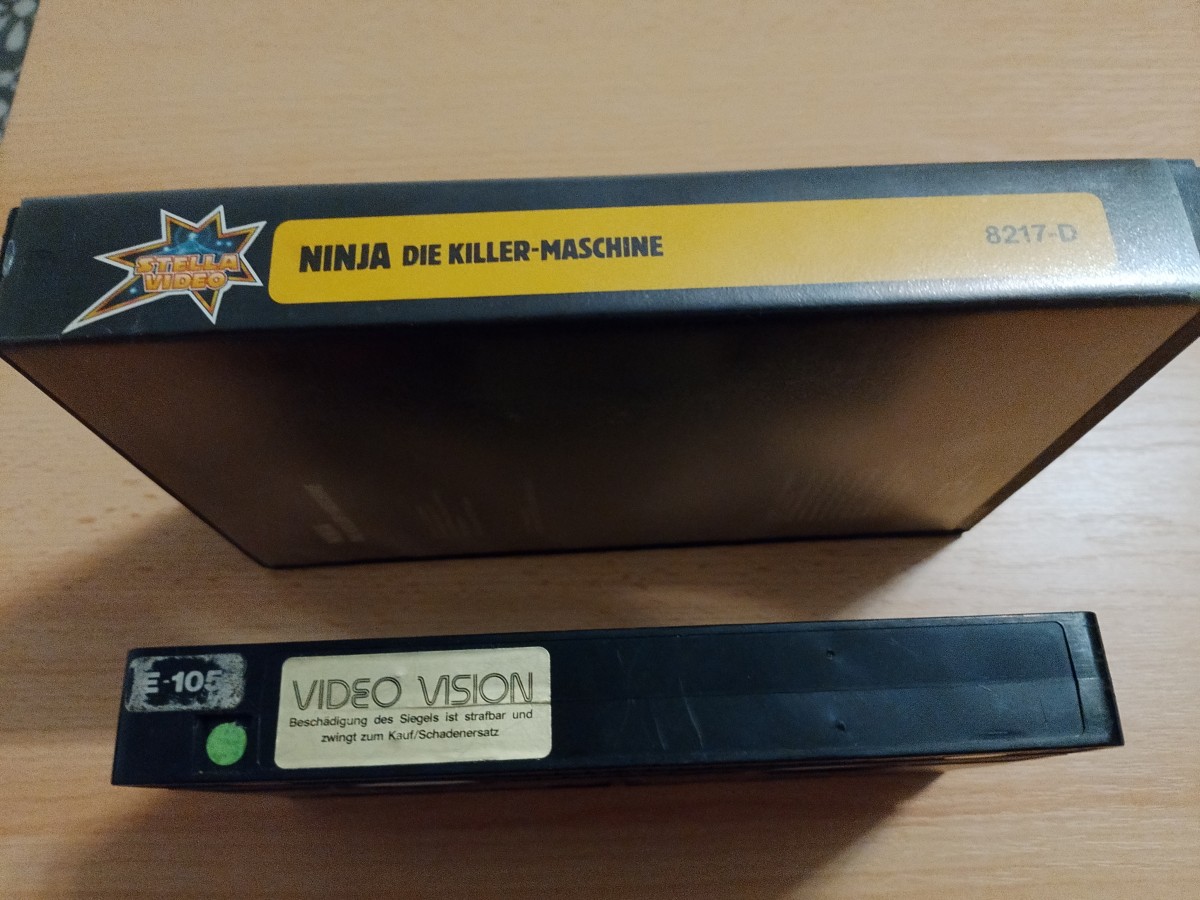 STELLA
VIDEO
NINJA DIE KILLER-MASCHINE
8217-D
E-105
VIDEO VISION
Beschädigung des Siegels ist strafbar und
zwingt zum Kauf/Schadenersatz